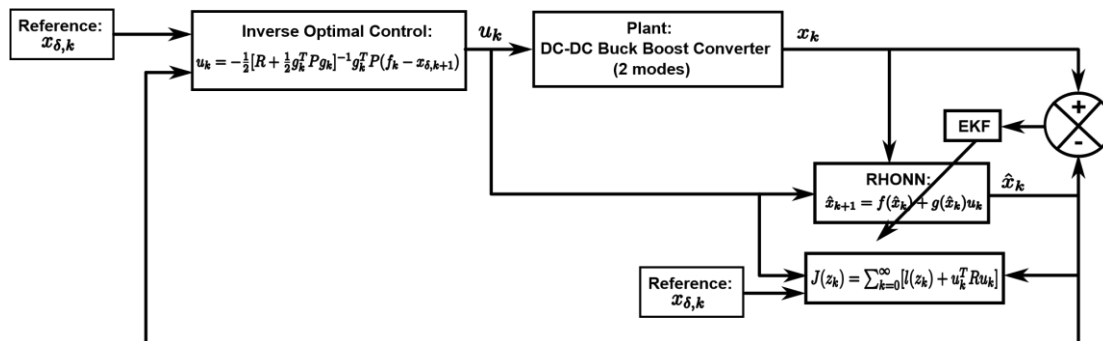 Reference:
x_{δ,k}
Inverse Optimal Control:
u_k = −½[R + ½g_k^T P g_k]^{−1} g_k^T P(f_k − x_{δ,k+1})
u_k
Plant:
DC-DC Buck Boost Converter
(2 modes)
x_k
+
-
EKF
RHONN:
x̂_{k+1} = f(x̂_k) + g(x̂_k)u_k
x̂_k
Reference:
x_{δ,k}
J(z_k) = ∑_{k=0}^{∞}[l(z_k) + u_k^T R u_k]